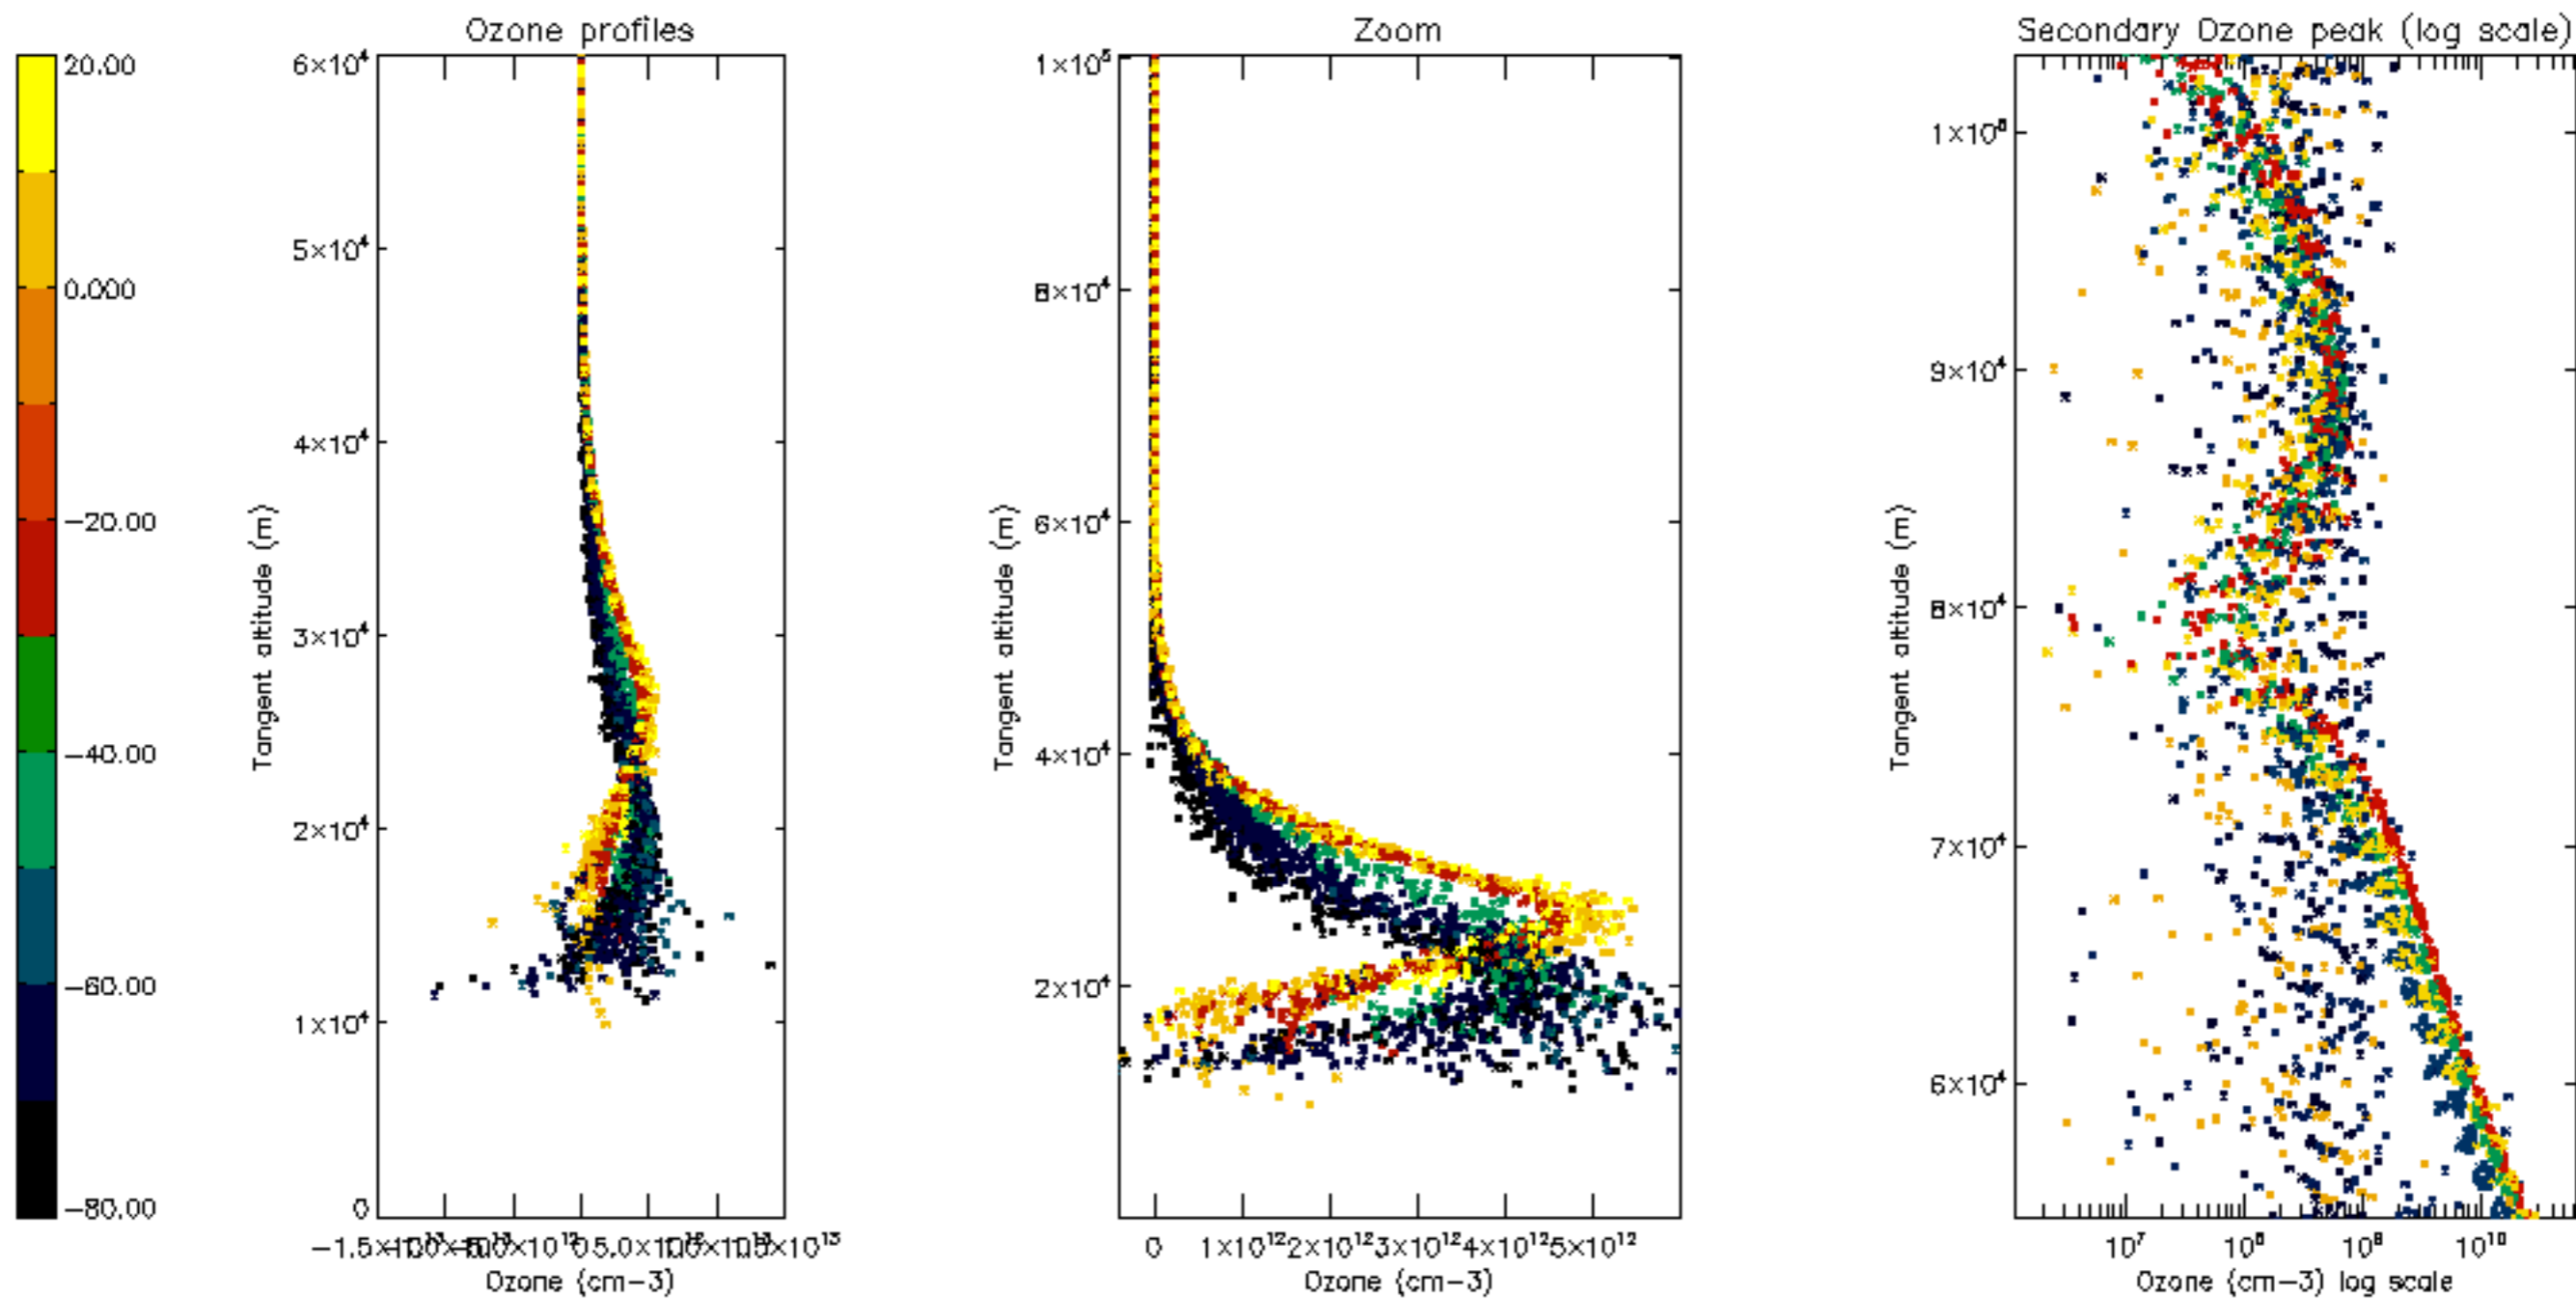 Ozone profiles
Zoom
Secondary Ozone peak (log scale)
20.00
0.000
−20.00
−40.00
−60.00
−80.00
6×10⁴
5×10⁴
4×10⁴
3×10⁴
2×10⁴
1×10⁴
0
Tangent altitude (m)
Ozone (cm−3)
1×10⁵
8×10⁴
6×10⁴
4×10⁴
2×10⁴
Tangent altitude (m)
0 1×10¹² 2×10¹² 3×10¹² 4×10¹² 5×10¹²
Ozone (cm−3)
1×10⁵
9×10⁴
8×10⁴
7×10⁴
6×10⁴
Tangent altitude (m)
10⁷ 10⁸ 10⁹ 10¹⁰
Ozone (cm−3) log scale